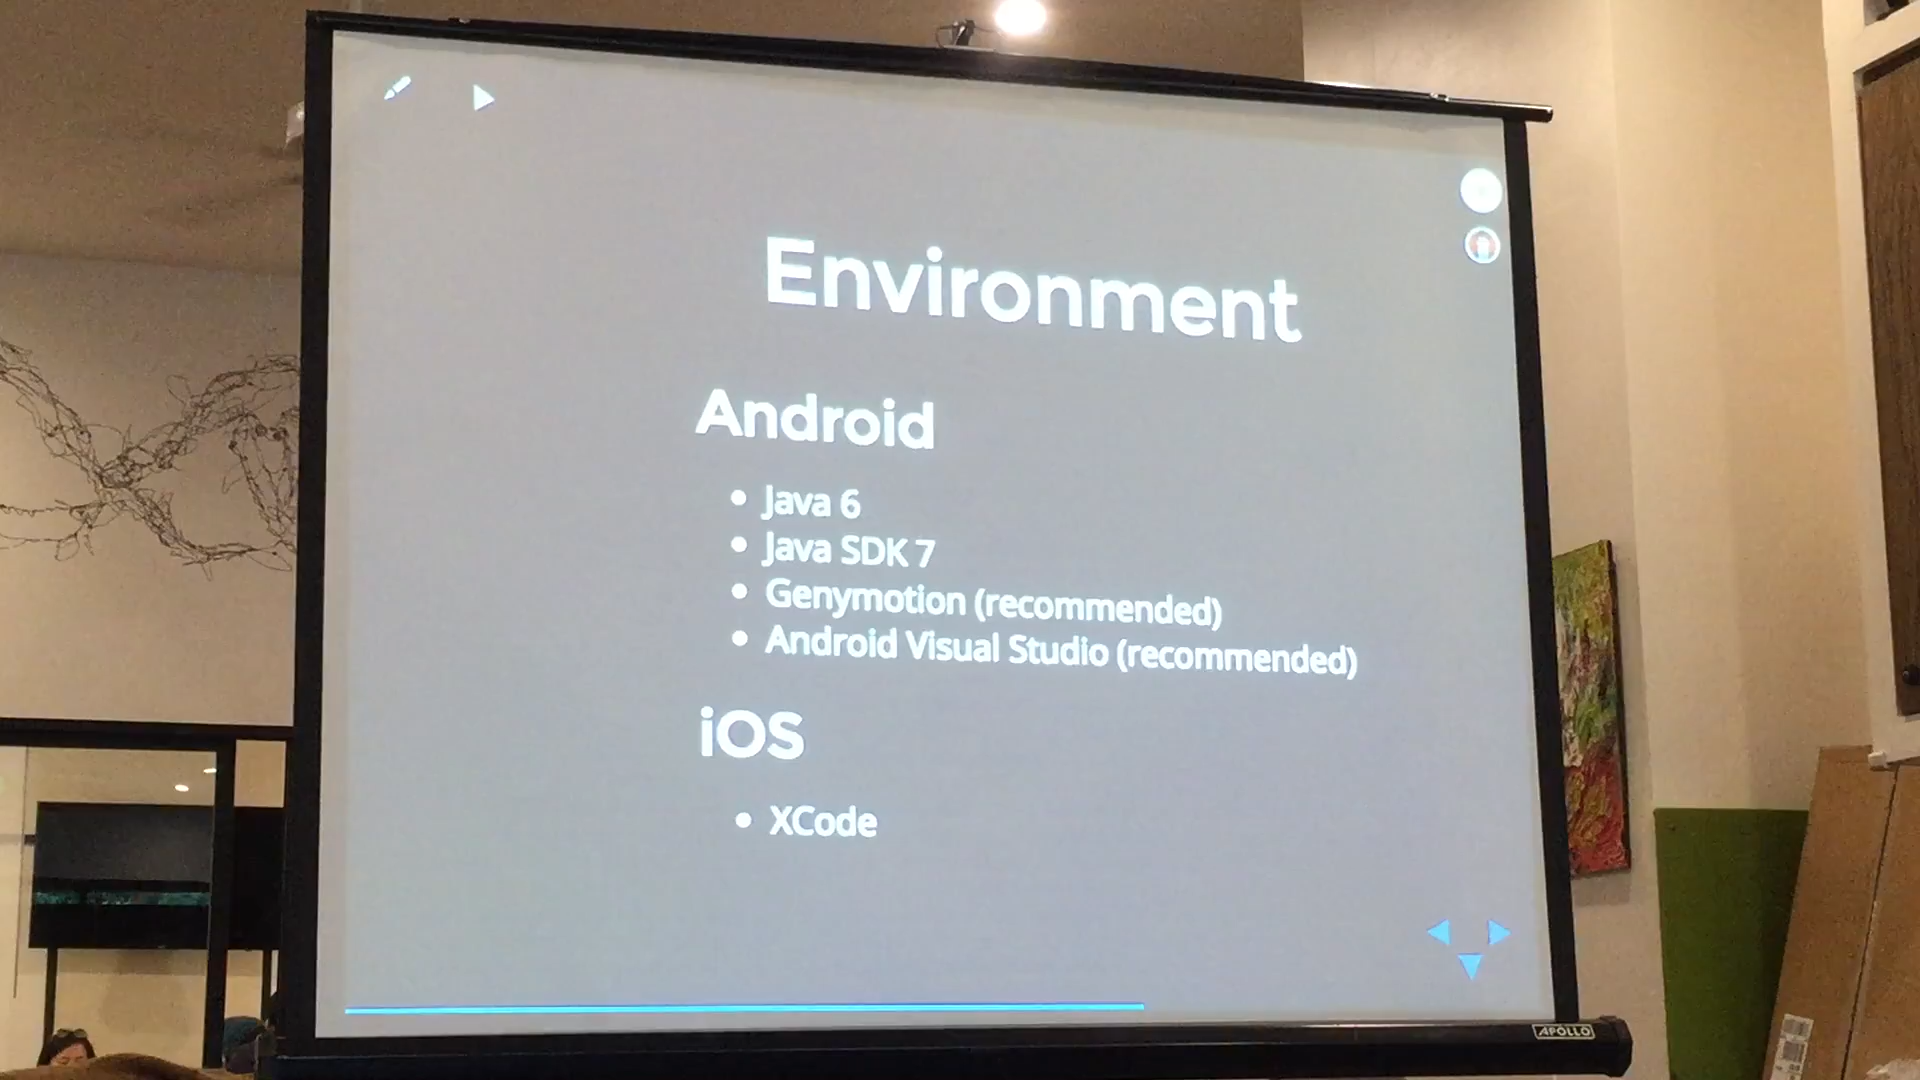 Environment
Android
• Java 6
• Java SDK 7
• Genymotion (recommended)
• Android Visual Studio (recommended)
iOS
• XCode
APOLLO